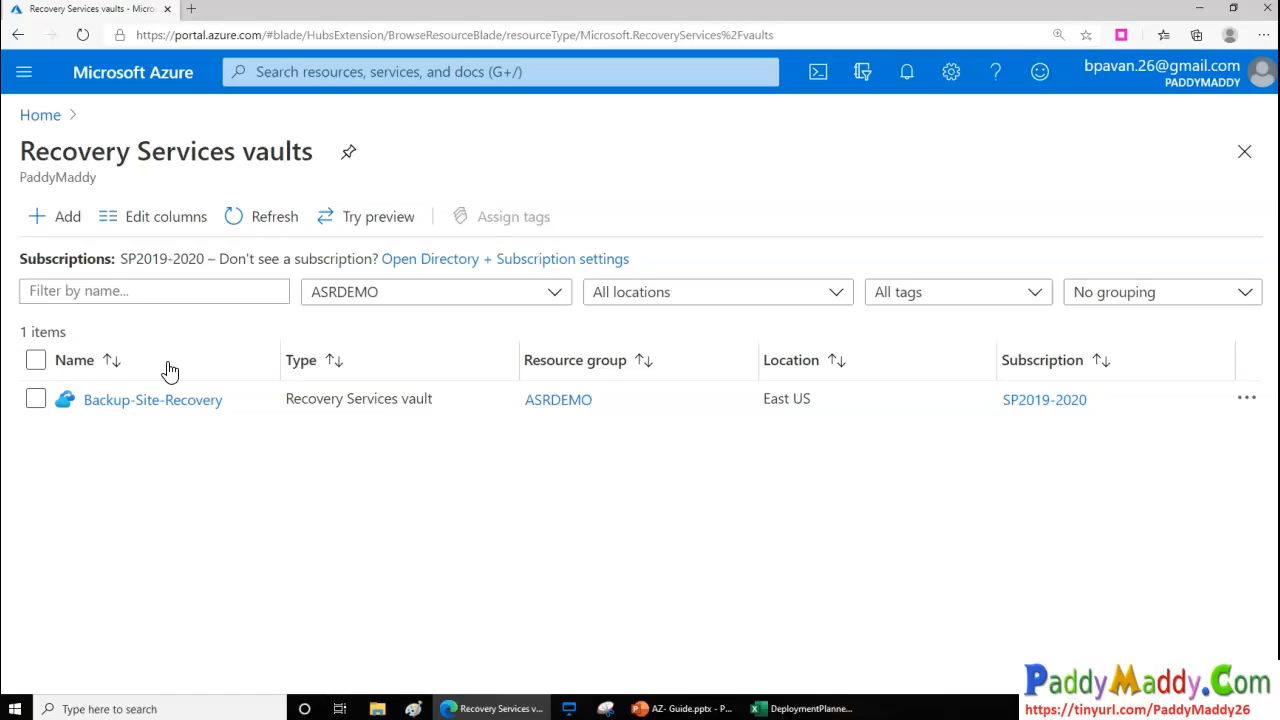 Recovery Services vaults - Micro
https://portal.azure.com/#blade/HubsExtension/BrowseResourceBlade/resourceType/Microsoft.RecoveryServices%2Fvaults
Microsoft Azure
Search resources, services, and docs (G+/)
bpavan.26@gmail.com
PADDYMADDY
Home
Recovery Services vaults
PaddyMaddy
Add Edit columns Refresh Try preview Assign tags
Subscriptions: SP2019-2020 – Don't see a subscription? Open Directory + Subscription settings
Filter by name... ASRDEMO All locations All tags No grouping
1 items
Name Type Resource group Location Subscription
Backup-Site-Recovery Recovery Services vault ASRDEMO East US SP2019-2020
PaddyMaddy.Com
https://tinyurl.com/PaddyMaddy26
Type here to search Recovery Services v... AZ- Guide.pptx - P... DeploymentPlanne...